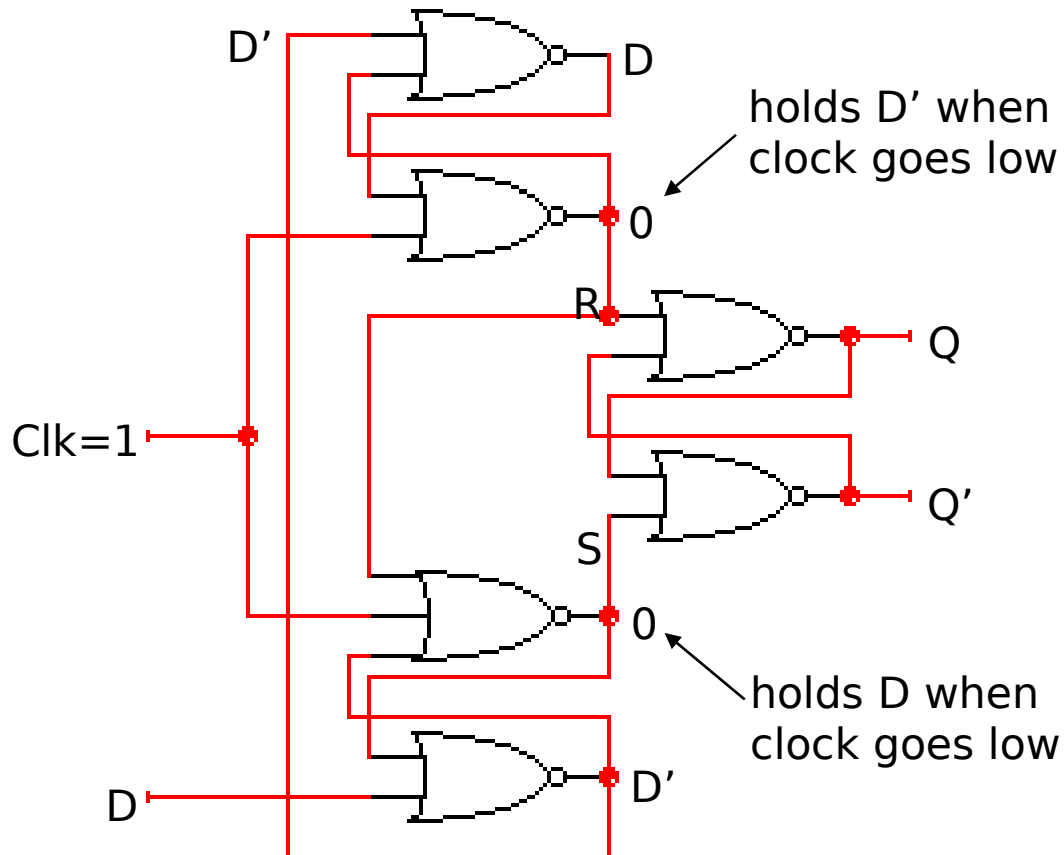 D’
D
holds D’ when
clock goes low
0
R
Q
Clk=1
Q’
S
0
holds D when
clock goes low
D’
D